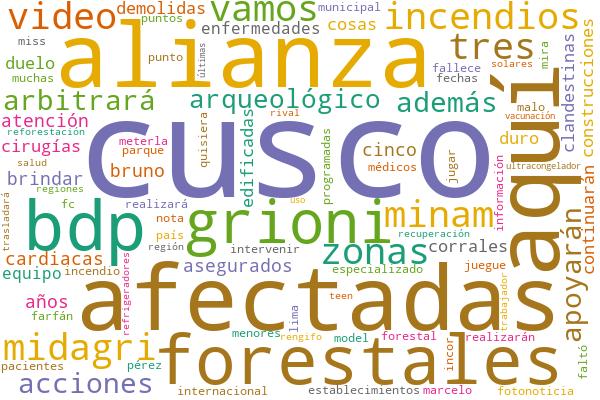 video
demolidas
puntos
miss
punto
últimas
vamos
municipal
enfermedades
cosas
incendios
duelo
muchas
alianza
tres
fallece
fechas
mira
solares
clandestinas
construcciones
arbitrará
arqueológico
además
rival
malo
vacunación
atención
reforestación
cirugías
meterla
parque
salud
quisiera
edificadas
programadas
cusco
cinco
médicos
jugar
duro
ultracongelador
aquí
brindar
bruno
regiones
información
continuarán
trasladará
fc
realizará
nota
país
región
uso
bdp
grioni
minam
recuperación
intervenir
zonas
corrales
apoyarán
cardiacas
equipo
incendio
asegurados
especializado
juegue
años
farfán
refrigeradores
afectadas
teen
trabajador
lima
rengifo
menores
model
forestal
realizarán
midagri
pacientes
pérez
forestales
incor
faltó
acciones
internacional
establecimientos
marcelo
fotonoticia